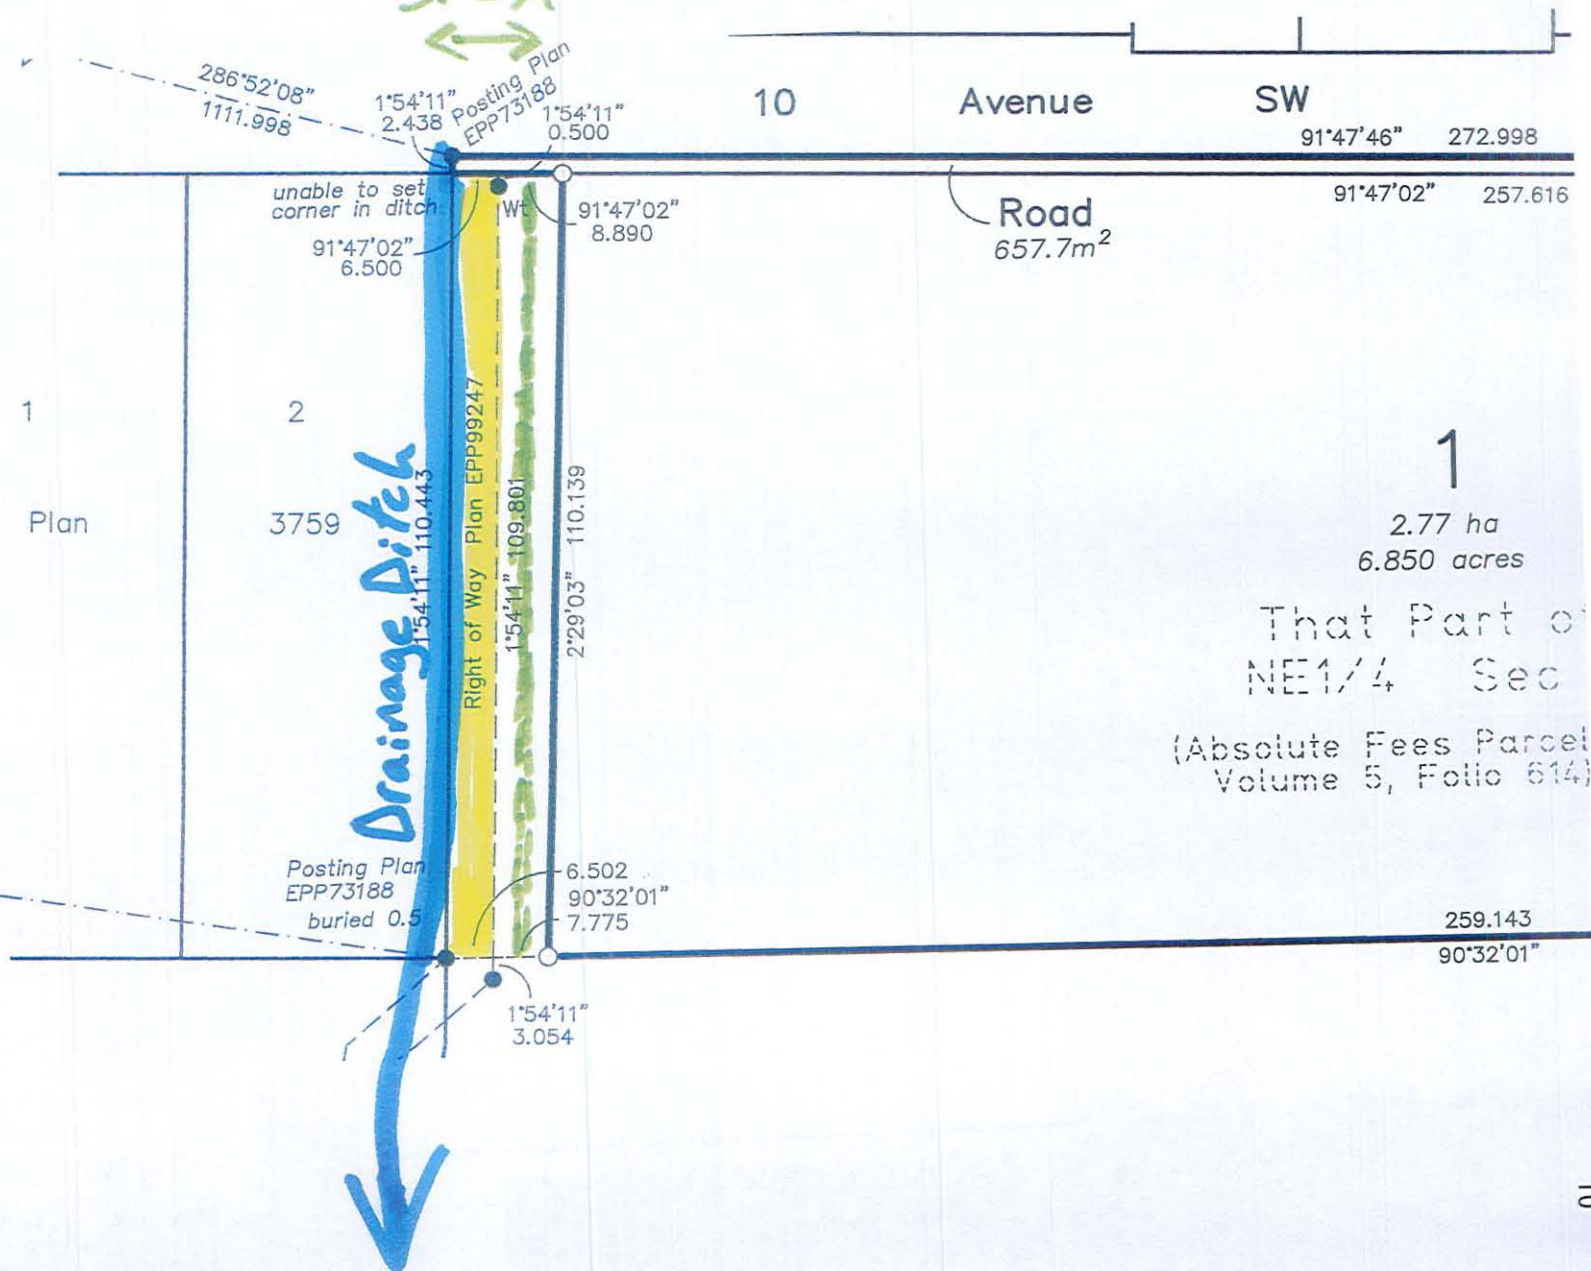 286°52'08"
1111.998
1°54'11"
2.438
Posting Plan
EPP73188
1°54'11"
0.500
10 Avenue SW
91°47'46" 272.998
91°47'02" 257.616
unable to set
corner in ditch
Wt
91°47'02"
8.890
91°47'02"
6.500
Road
657.7m²
1
2
Plan
3759
Drainage Ditch
1°54'11" 110.443
Right of Way Plan EPP99247
1°54'11" 109.801
2°29'03" 110.139
1
2.77 ha
6.850 acres
That Part
NE1/4 Sec
(Absolute Fees Parcel
Volume 5, Folio 614)
Posting Plan
EPP73188
buried 0.5
6.502
90°32'01"
7.775
259.143
90°32'01"
1°54'11"
3.054